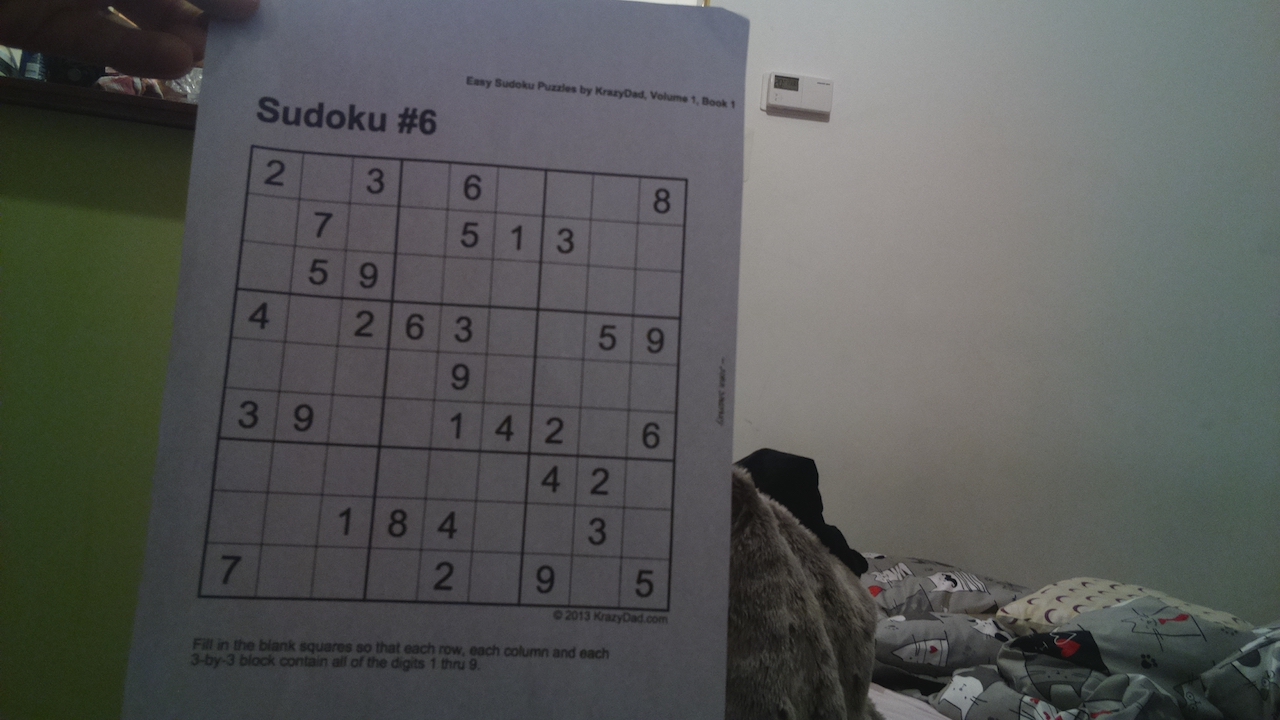 Easy Sudoku Puzzles by KrazyDad, Volume 1, Book 1
Sudoku #6
2 3 6 8
7 5 1 3
5 9
4 2 6 3 5 9
9
3 9 1 4 2 6
4 2
1 8 4 3
7 2 9 5
© 2013 KrazyDad.com
Fill in the blank squares so that each row, each column and each
3-by-3 block contain all of the digits 1 thru 9.